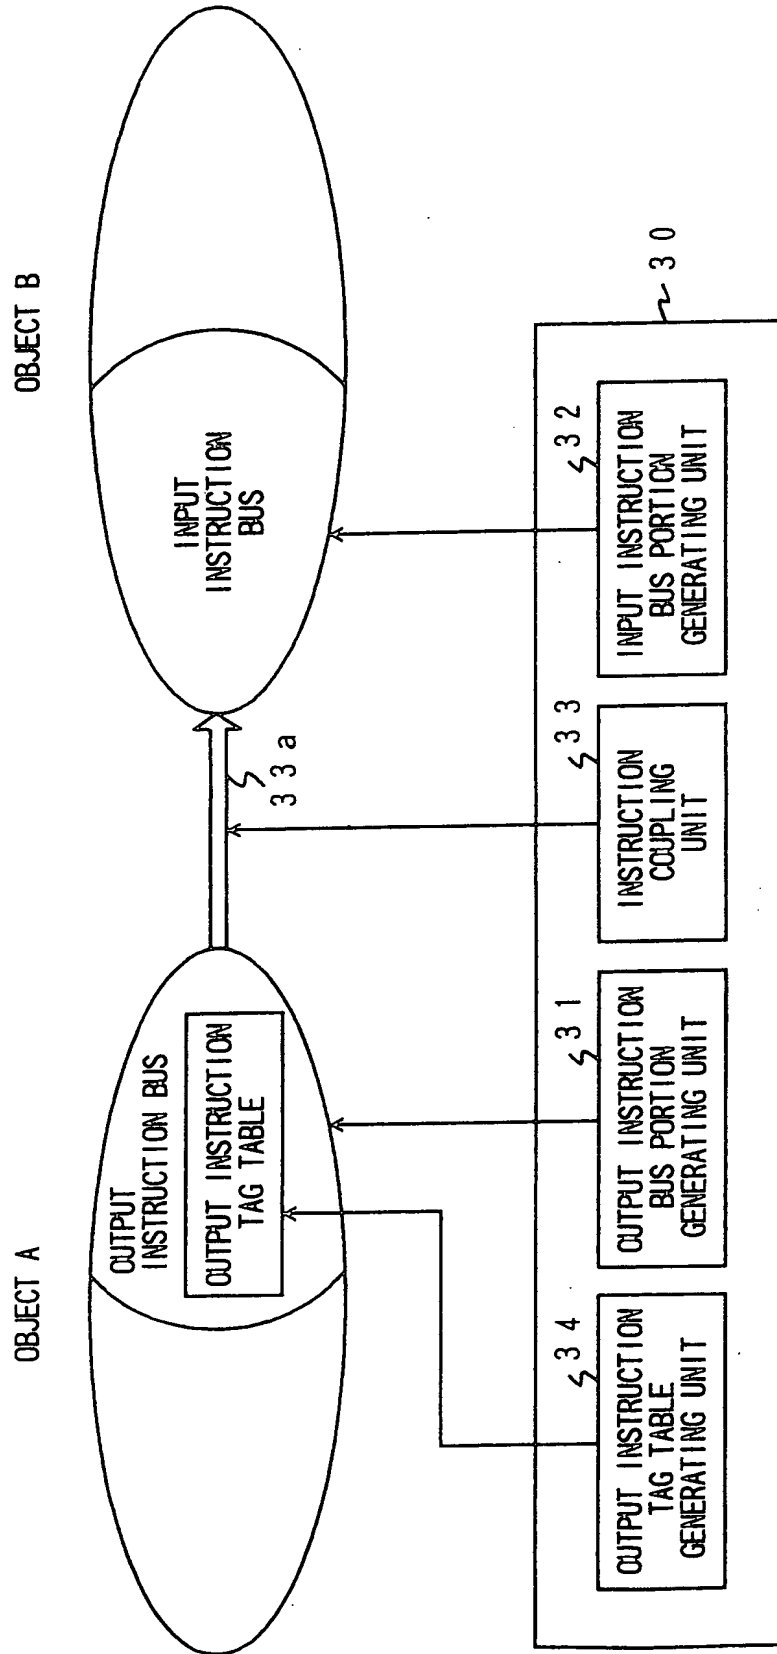 OBJECT A
OBJECT B
OUTPUT
INSTRUCTION BUS
OUTPUT INSTRUCTION
TAG TABLE
33a
INPUT
INSTRUCTION
BUS
34
OUTPUT INSTRUCTION
TAG TABLE
GENERATING UNIT
31
OUTPUT INSTRUCTION
BUS PORTION
GENERATING UNIT
33
INSTRUCTION
COUPLING
UNIT
32
INPUT INSTRUCTION
BUS PORTION
GENERATING UNIT
30